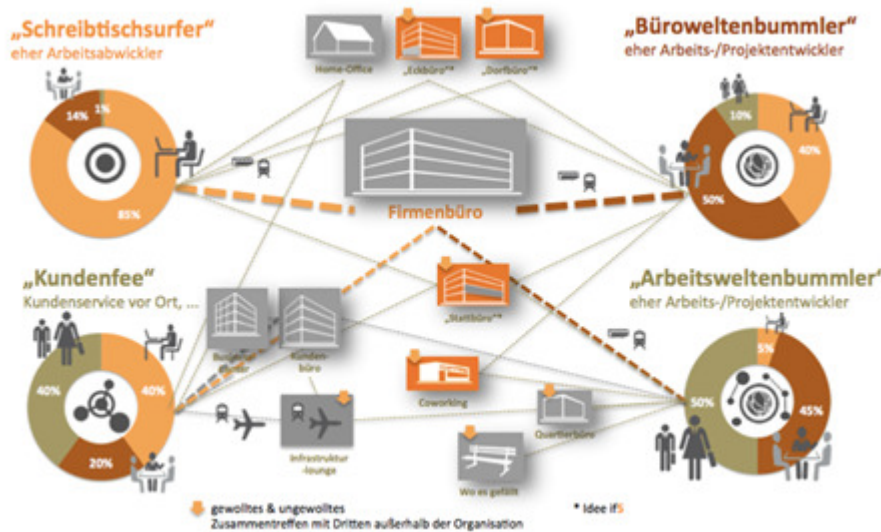 „Schreibtischsurfer"
eher Arbeitsabwickler
14%
1%
85%
Home-Office
„Eckbüro"*
„Dorfbüro"*
„Büroweltenbummler"
eher Arbeits-/Projektentwickler
10%
40%
50%
Firmenbüro
„Kundenfee"
Kundenservice vor Ort, ...
40%
40%
20%
Kunden-
büro
„Stattbüro"*
„Arbeitsweltenbummler"
eher Arbeits-/Projektentwickler
5%
50%
45%
Coworking
Quartierbüro
Infrastruktur
-lounge
Wo es gefällt
gewolltes & ungewolltes
Zusammentreffen mit Dritten außerhalb der Organisation
* Idee if5